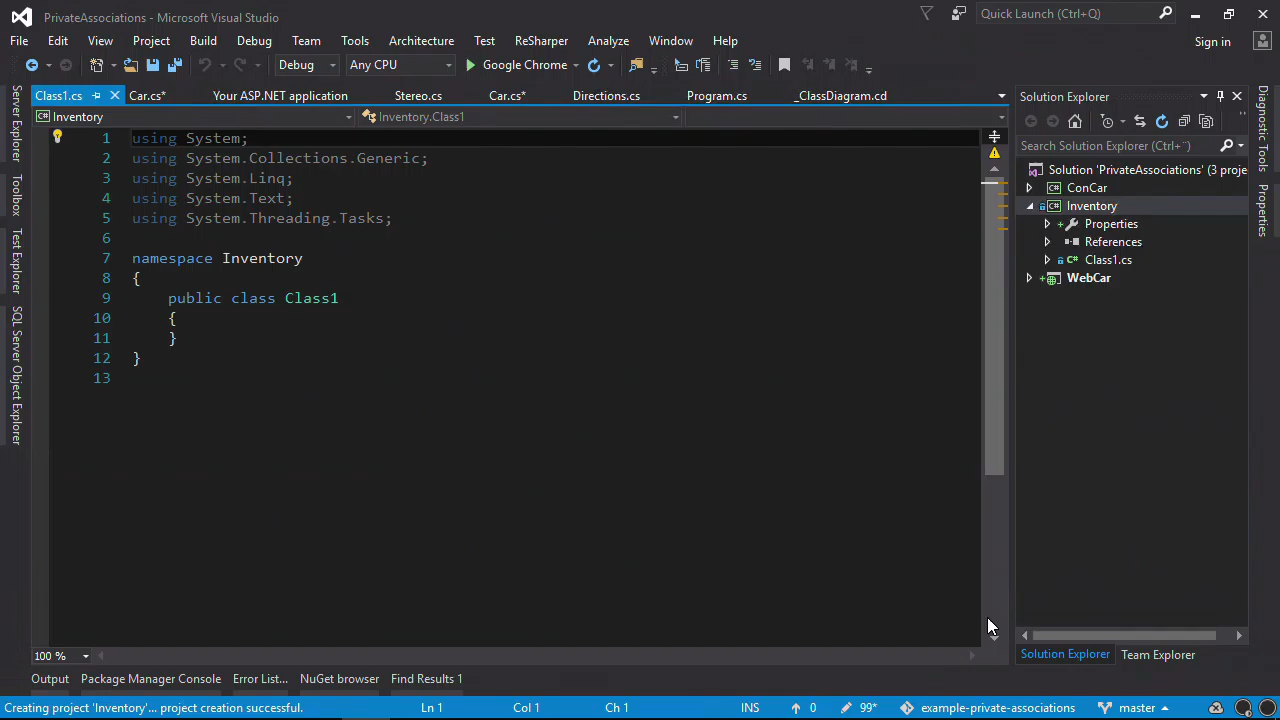 PrivateAssociations - Microsoft Visual Studio
Quick Launch (Ctrl+Q)
File Edit View Project Build Debug Team Tools Architecture Test ReSharper Analyze Window Help
Sign in
Debug Any CPU Google Chrome
Class1.cs Car.cs* Your ASP.NET application Stereo.cs Car.cs* Directions.cs Program.cs _ClassDiagram.cd
Inventory Inventory.Class1
1 using System;
2 using System.Collections.Generic;
3 using System.Linq;
4 using System.Text;
5 using System.Threading.Tasks;
6
7 namespace Inventory
8 {
9 public class Class1
10 {
11 }
12 }
13
100 %
Server Explorer
Toolbox
Test Explorer
SQL Server Object Explorer
Solution Explorer
Search Solution Explorer (Ctrl+¨)
Solution 'PrivateAssociations' (3 proje
ConCar
Inventory
Properties
References
Class1.cs
WebCar
Solution Explorer Team Explorer
Diagnostic Tools
Properties
Output Package Manager Console Error List... NuGet browser Find Results 1
Creating project 'Inventory'... project creation successful. Ln 1 Col 1 Ch 1 INS 0 99* example-private-associations master